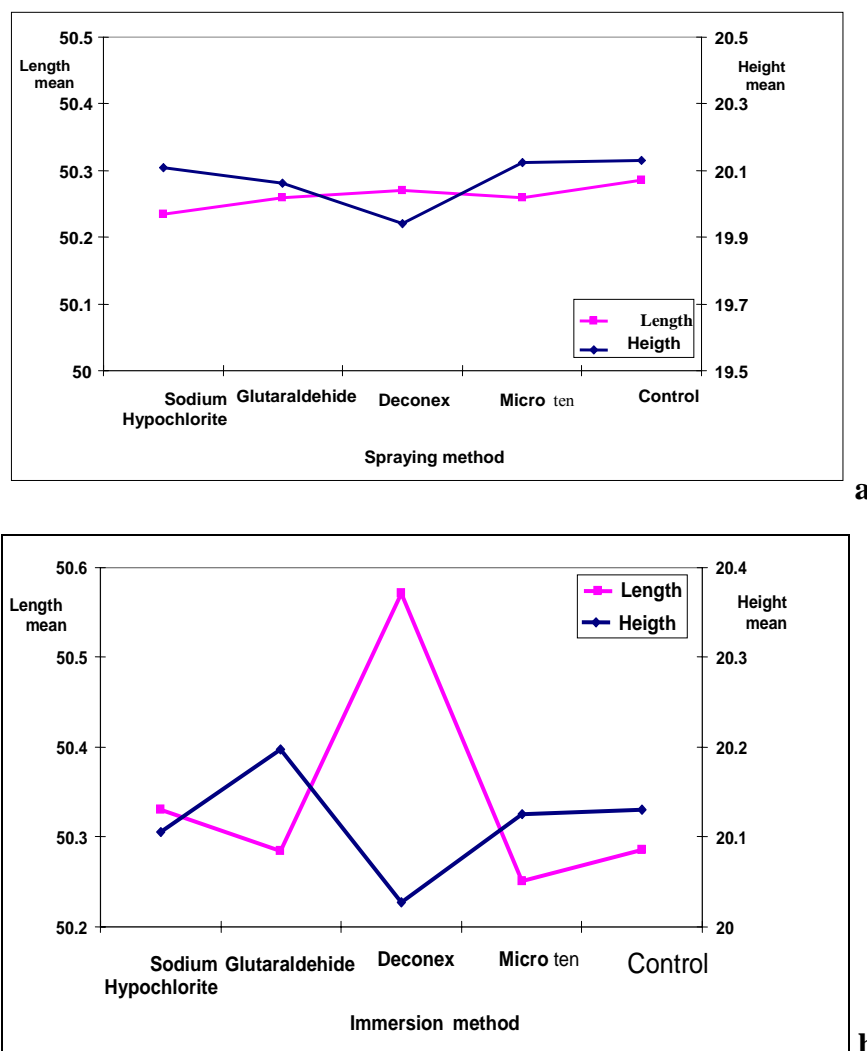 50.5
20.5
Length
mean
Height
mean
50.4
20.3
50.3
20.1
50.2
19.9
50.1
19.7
Length
Heigth
50
19.5
Sodium
Hypochlorite
Glutaraldehide
Deconex
Micro ten
Control
Spraying method
a
50.6
20.4
Length
mean
Height
mean
Length
Heigth
50.5
20.3
50.4
20.2
50.3
20.1
50.2
20
Sodium
Hypochlorite
Glutaraldehide
Deconex
Micro ten
Control
Immersion method
b